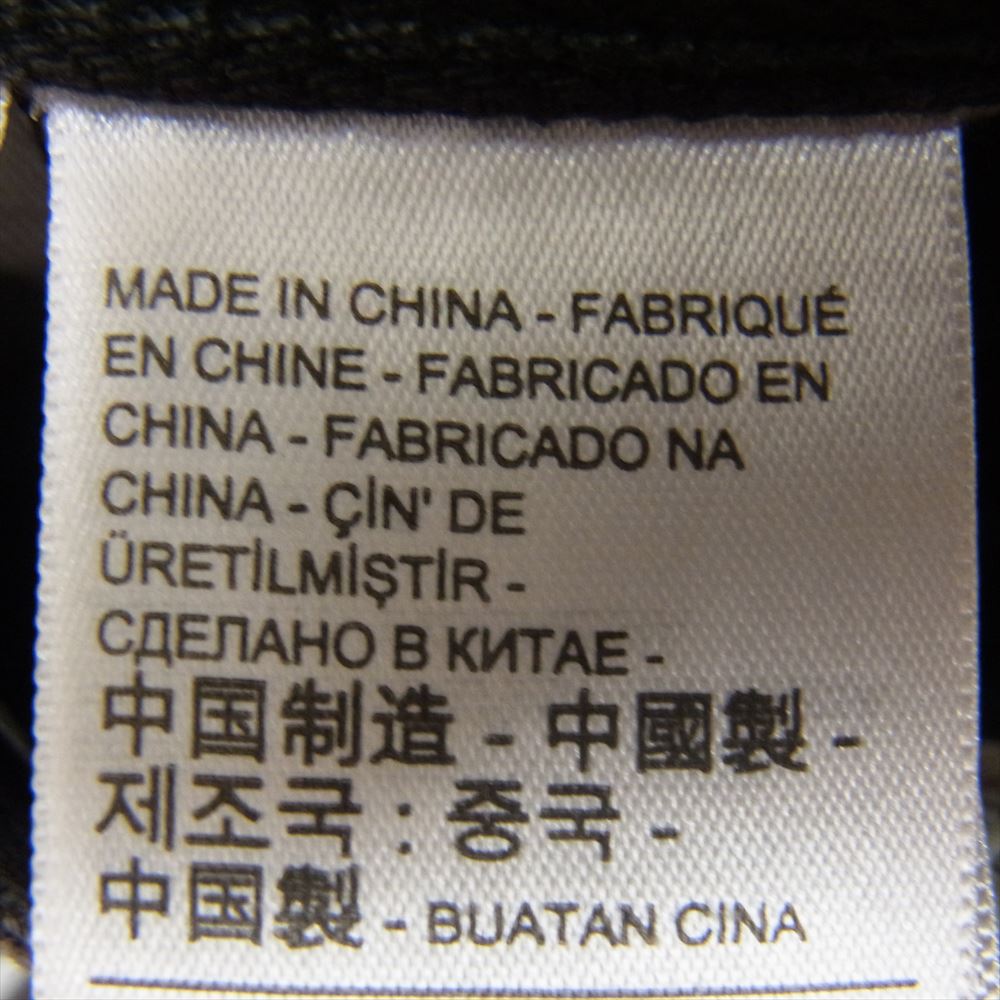 MADE IN CHINA - FABRIQUÉ
EN CHINE - FABRICADO EN
CHINA - FABRICADO NA
CHINA - ÇİN' DE
ÜRETİLMİŞTİR -
СДЕЛАНО В КИТАЕ -
中国制造 - 中國製 -
제조국 : 중국 -
中国製 - BUATAN CINA